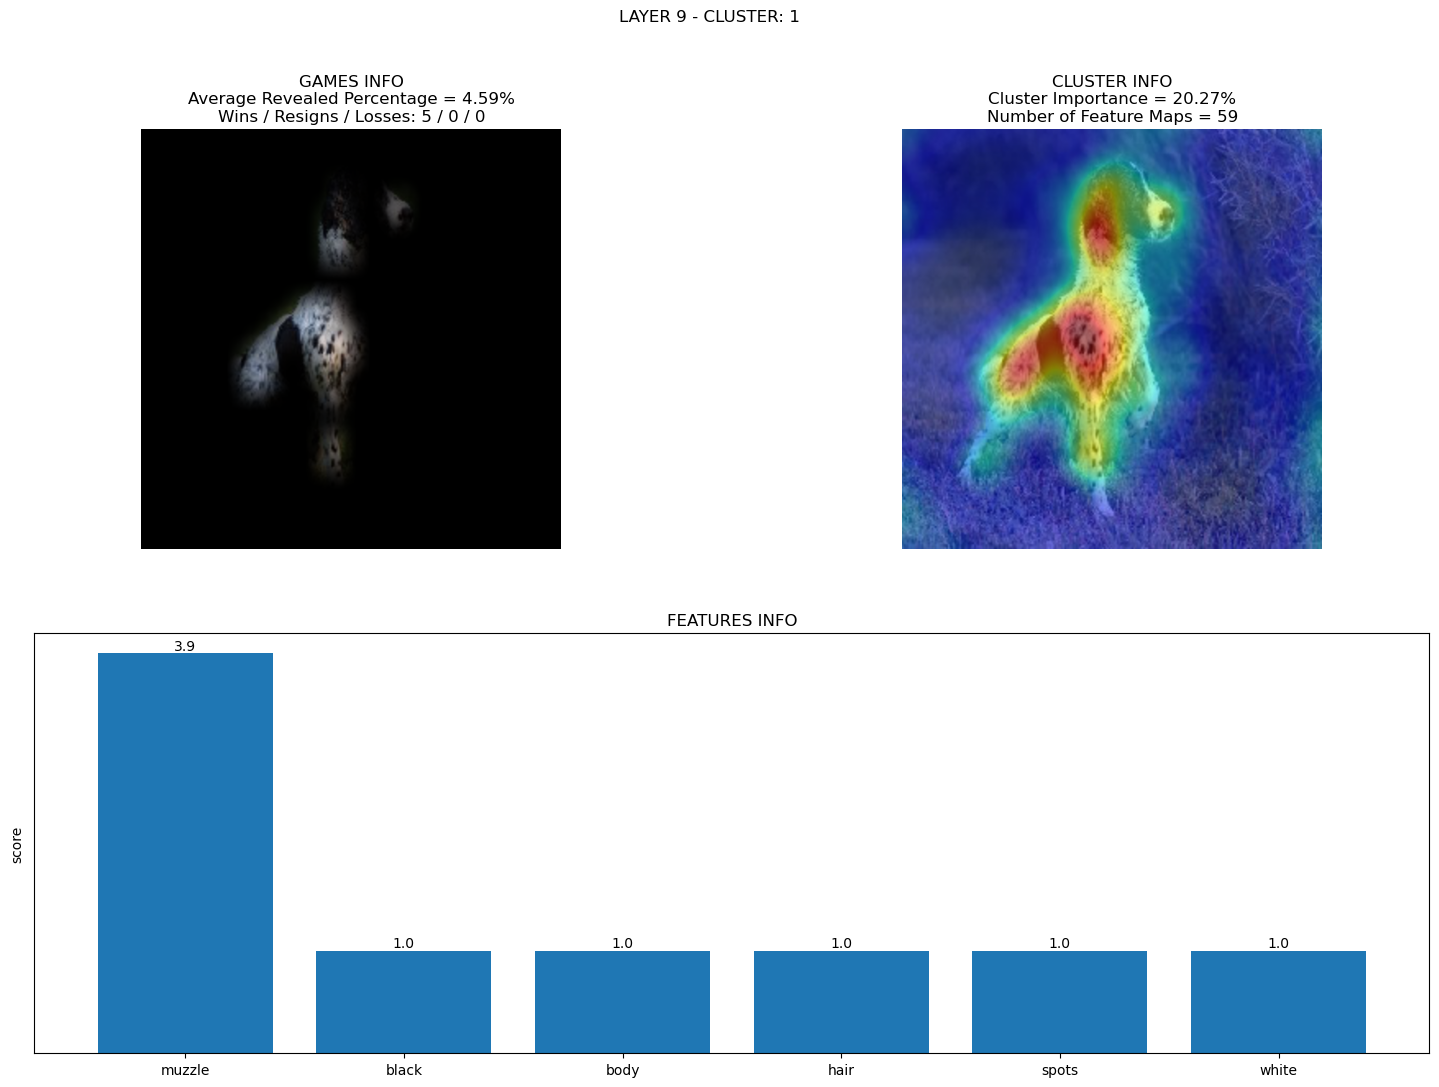 LAYER 9 - CLUSTER: 1
GAMES INFO
Average Revealed Percentage = 4.59%
Wins / Resigns / Losses: 5 / 0 / 0
CLUSTER INFO
Cluster Importance = 20.27%
Number of Feature Maps = 59
FEATURES INFO
score
3.9
1.0
1.0
1.0
1.0
1.0
muzzle
black
body
hair
spots
white